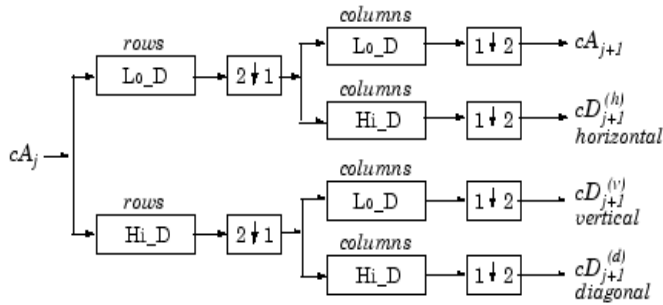 rows
Lo_D
2↓1
columns
Lo_D
1↓2
cA_{j+1}
columns
Hi_D
1↓2
cD_{j+1}^{(h)}
horizontal
cA_j
rows
Hi_D
2↓1
columns
Lo_D
1↓2
cD_{j+1}^{(v)}
vertical
columns
Hi_D
1↓2
cD_{j+1}^{(d)}
diagonal